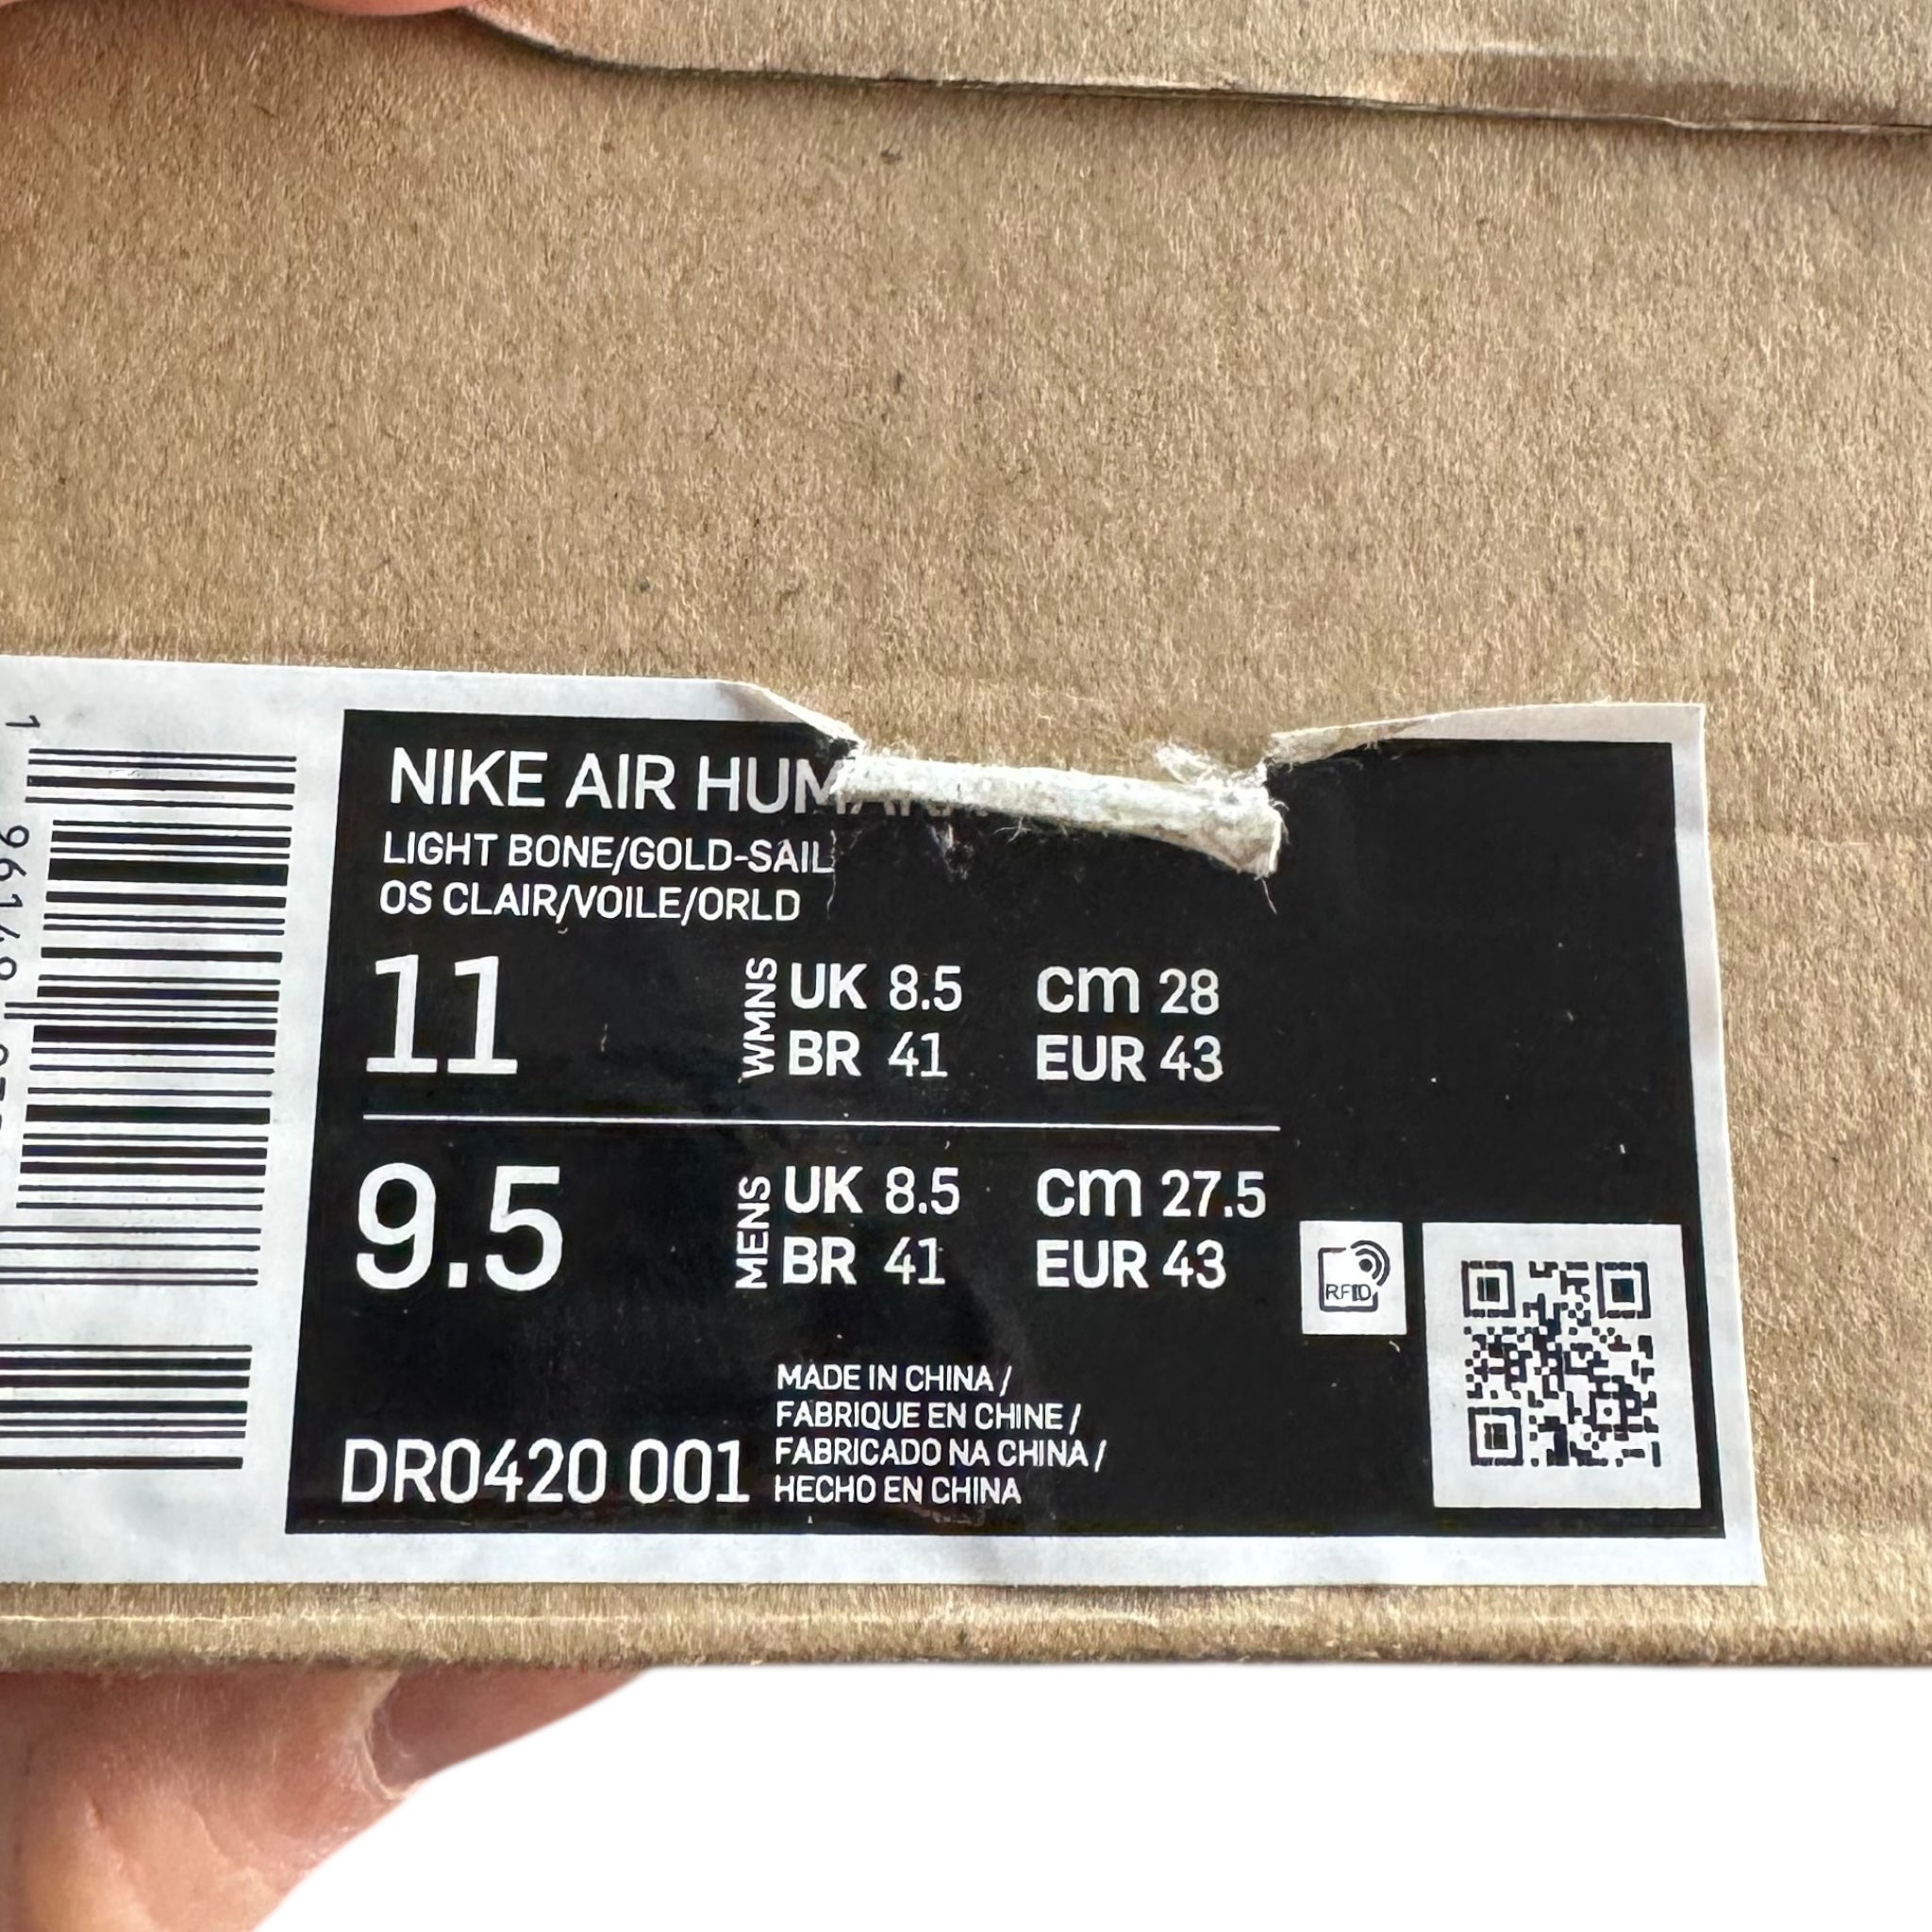 NIKE AIR
LIGHT BONE/GOLD-SAIL
OS CLAIR/VOILE/ORLD
11 WMNS UK 8.5 cm 28
BR 41 EUR 43
9.5 MENS UK 8.5 cm 27.5
BR 41 EUR 43
RFID
MADE IN CHINA /
FABRIQUE EN CHINE /
FABRICADO NA CHINA /
HECHO EN CHINA
DR0420 001
1